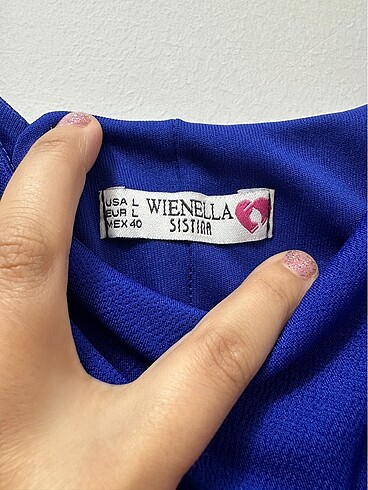 USA L
EUR L
MEX 40
WIENELLA
SISTINA